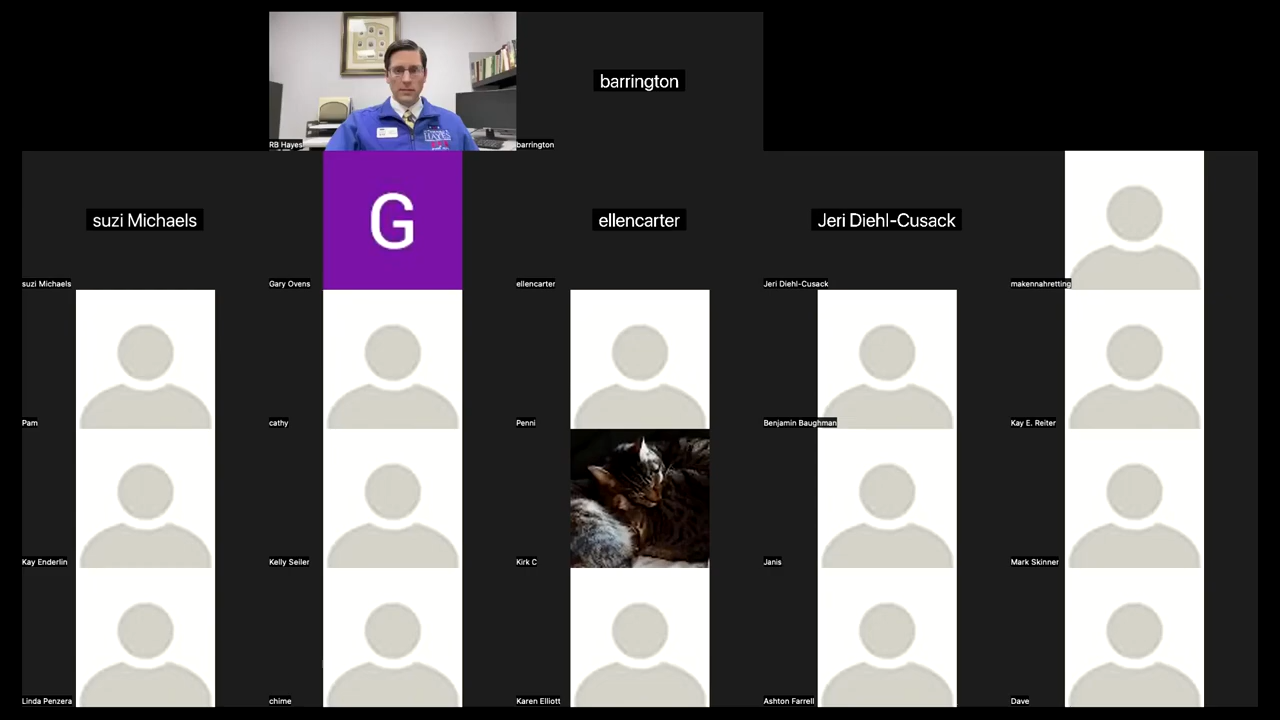 HAYES
RB Hayes
barrington
barrington
suzi Michaels
suzi Michaels
G
Gary Ovens
ellencarter
ellencarter
Jeri Diehl-Cusack
Jeri Diehl-Cusack
makennahretting
Pam
cathy
Penni
Benjamin Baughman
Kay E. Reiter
Kay Enderlin
Kelly Seiler
Kirk C
Janis
Mark Skinner
Linda Penzera
chime
Karen Elliott
Ashton Farrell
Dave